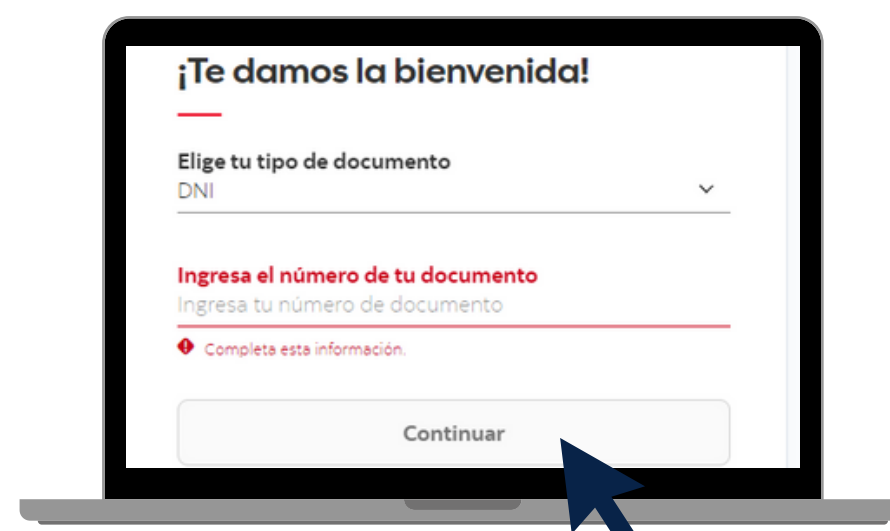 ¡Te damos la bienvenida!
Elige tu tipo de documento
DNI
Ingresa el número de tu documento
Ingresa tu número de documento
Completa esta información.
Continuar